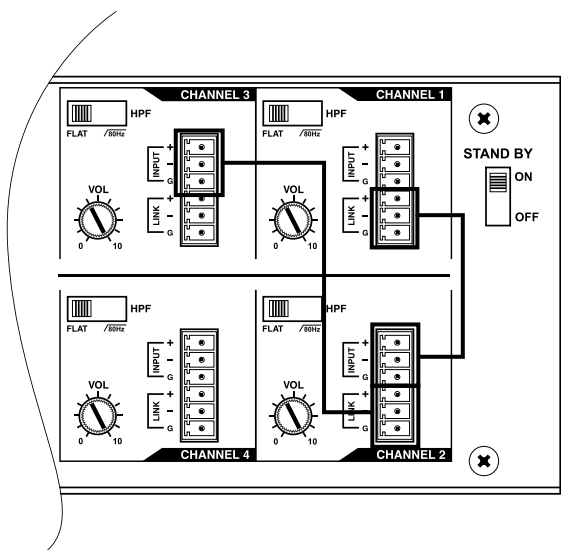 CHANNEL 3
HPF
FLAT /80Hz
VOL
0 10
INPUT
+
-
G
LINK
+
-
G
CHANNEL 1
HPF
FLAT /80Hz
VOL
0 10
INPUT
+
-
G
LINK
+
-
G
STAND BY
ON
OFF
HPF
FLAT /80Hz
VOL
0 10
INPUT
+
-
G
LINK
+
-
G
CHANNEL 4
HPF
FLAT /80Hz
VOL
0 10
INPUT
+
-
G
LINK
+
-
G
CHANNEL 2